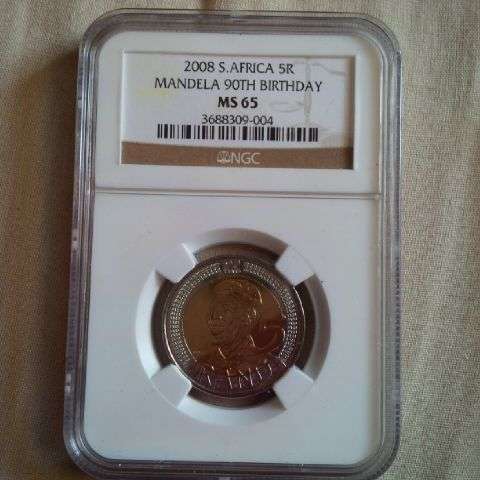 2008 S.AFRICA 5R
MANDELA 90TH BIRTHDAY
MS 65
3688309-004
NGC